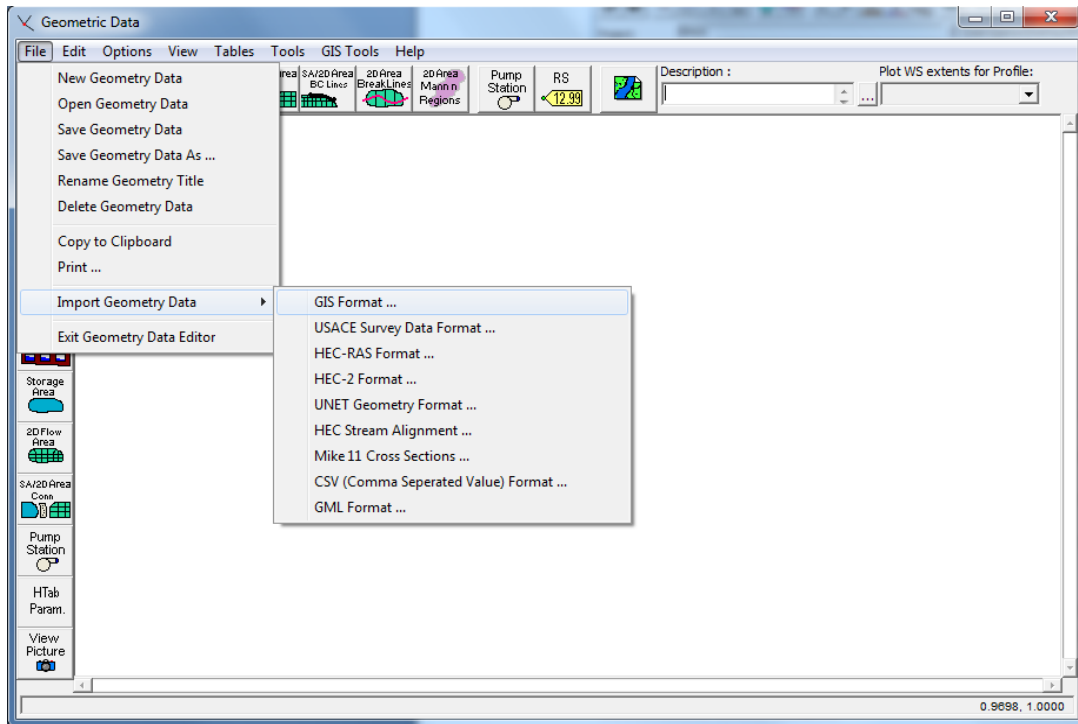 Geometric Data
File Edit Options View Tables Tools GIS Tools Help
New Geometry Data
Open Geometry Data
Save Geometry Data
Save Geometry Data As ...
Rename Geometry Title
Delete Geometry Data
Copy to Clipboard
Print ...
Import Geometry Data
Exit Geometry Data Editor
SA/2D Area
BC Lines
2D Area
BreakLines
2D Area
Mann n
Regions
Pump
Station
RS
12.99
Description :
...
Plot WS extents for Profile:
GIS Format ...
USACE Survey Data Format ...
HEC-RAS Format ...
HEC-2 Format ...
UNET Geometry Format ...
HEC Stream Alignment ...
Mike 11 Cross Sections ...
CSV (Comma Seperated Value) Format ...
GML Format ...
Storage
Area
2D Flow
Area
SA/2D Area
Conn
Pump
Station
HTab
Param.
View
Picture
0.9698, 1.0000